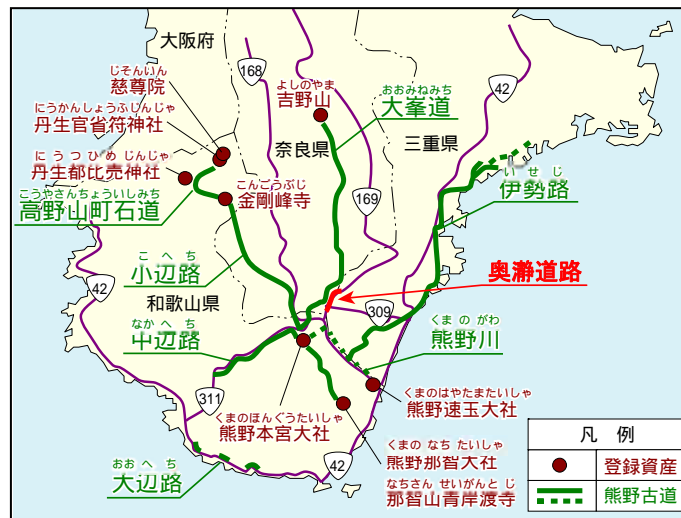 大阪府
168
42
じそんいん
慈尊院
よしのやま
吉野山
おおみねみち
大峯道
にうかんしょうぶじんじゃ
丹生官省符神社
奈良県
三重県
にうつひめじんじゃ
丹生都比売神社
こんごうぶじ
金剛峰寺
いせじ
伊勢路
こうやさんちょういしみち
高野山町石道
169
こへち
小辺路
奥瀞道路
42
和歌山県
309
なかへち
中辺路
くまのがわ
熊野川
311
くまのほんぐうたいしゃ
熊野本宮大社
くまのはやたまたいしゃ
熊野速玉大社
くまの なち たいしゃ
熊野那智大社
42
おおへち
大辺路
なちさん せいがんとじ
那智山青岸渡寺
凡 例
登録資産
熊野古道